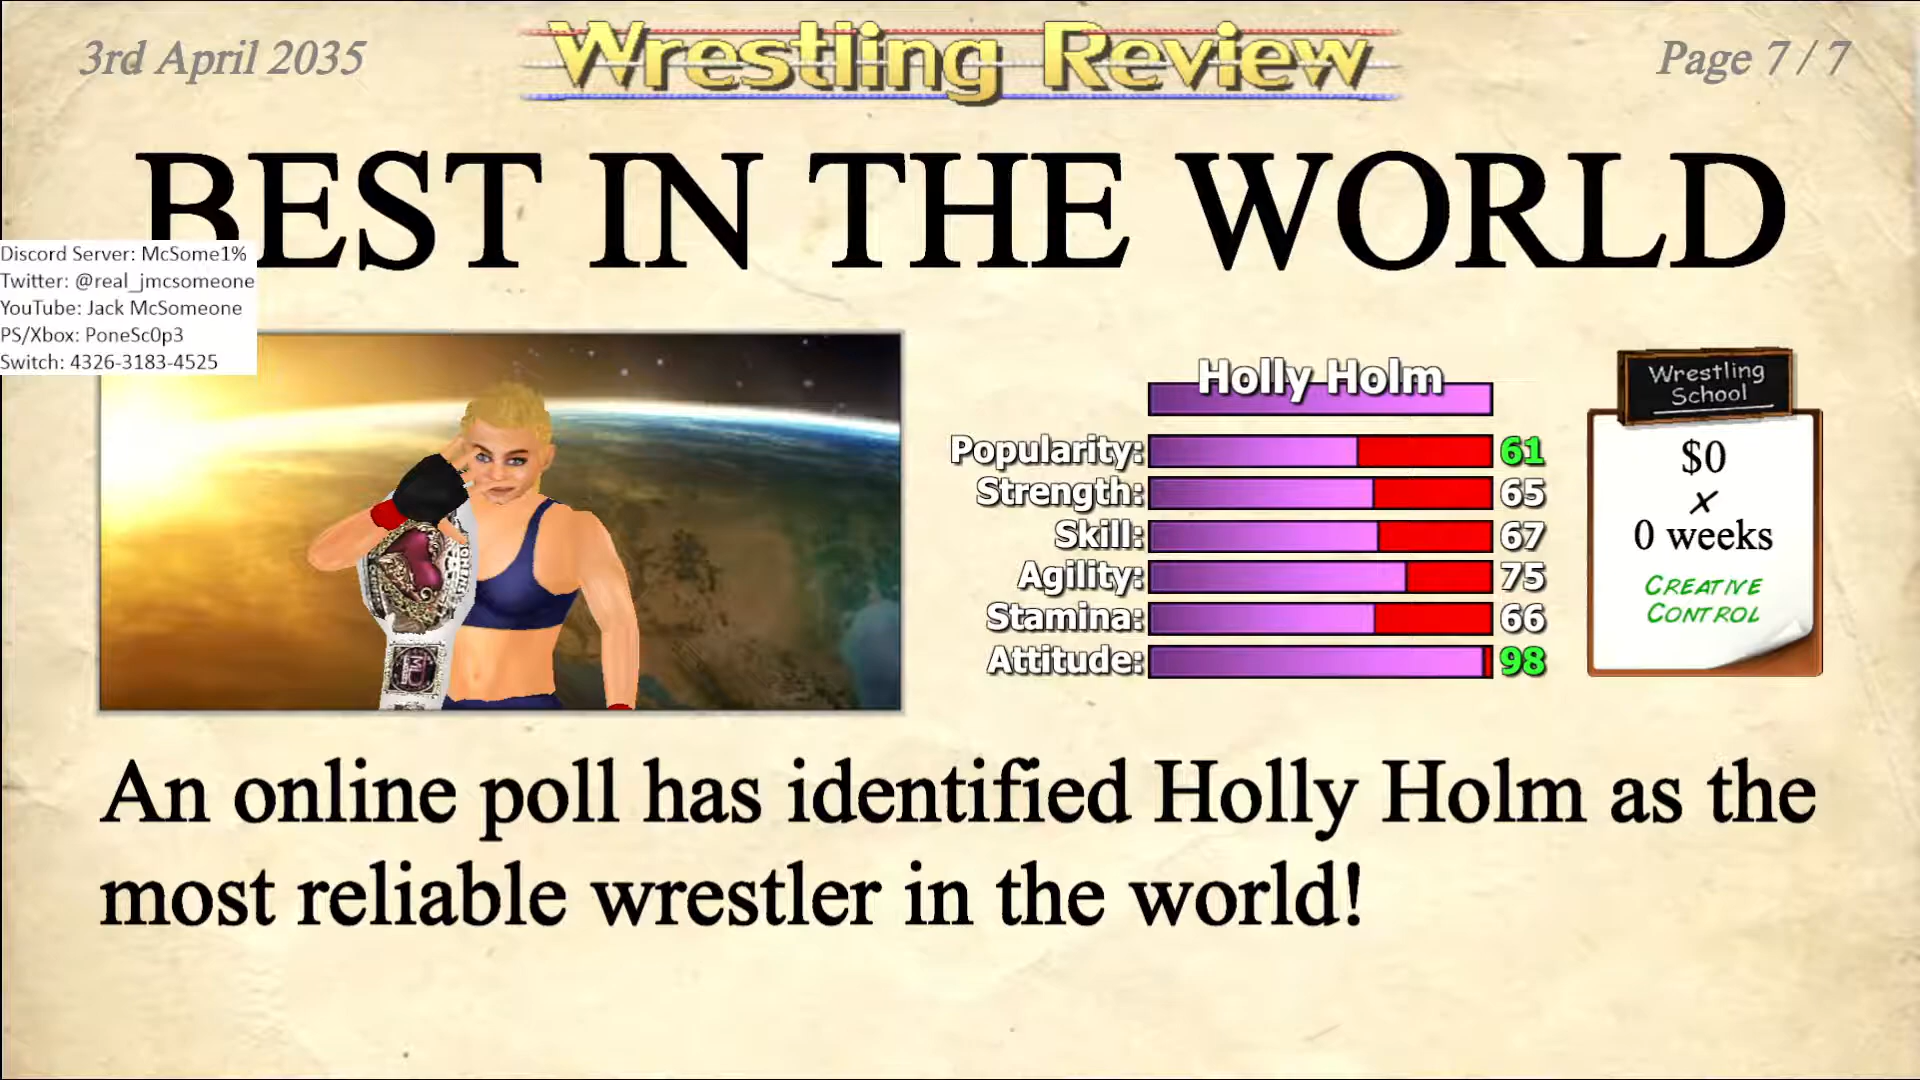 3rd April 2035
Wrestling Review
Page 7 / 7
BEST IN THE WORLD
Discord Server: McSome1%
Twitter: @real_jmcsomeone
YouTube: Jack McSomeone
PS/Xbox: PoneSc0p3
Switch: 4326-3183-4525
Holly Holm
Popularity: 61
Strength: 65
Skill: 67
Agility: 75
Stamina: 66
Attitude: 98
Wrestling
School
$0
x
0 weeks
CREATIVE
CONTROL
An online poll has identified Holly Holm as the
most reliable wrestler in the world!